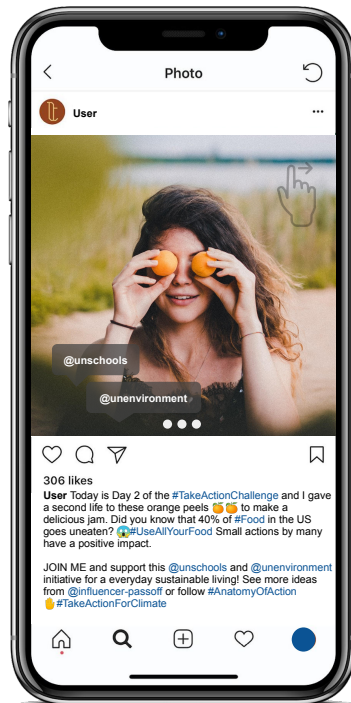 Photo
User
@unschools
@unenvironment
306 likes
User Today is Day 2 of the #TakeActionChallenge and I gave
a second life to these orange peels 🍊🍊 to make a
delicious jam. Did you know that 40% of #Food in the US
goes uneaten? 😱#UseAllYourFood Small actions by many
have a positive impact.
JOIN ME and support this @unschools and @unenvironment
initiative for a everyday sustainable living! See more ideas
from @influencer-passoff or follow #AnatomyOfAction
✋#TakeActionForClimate